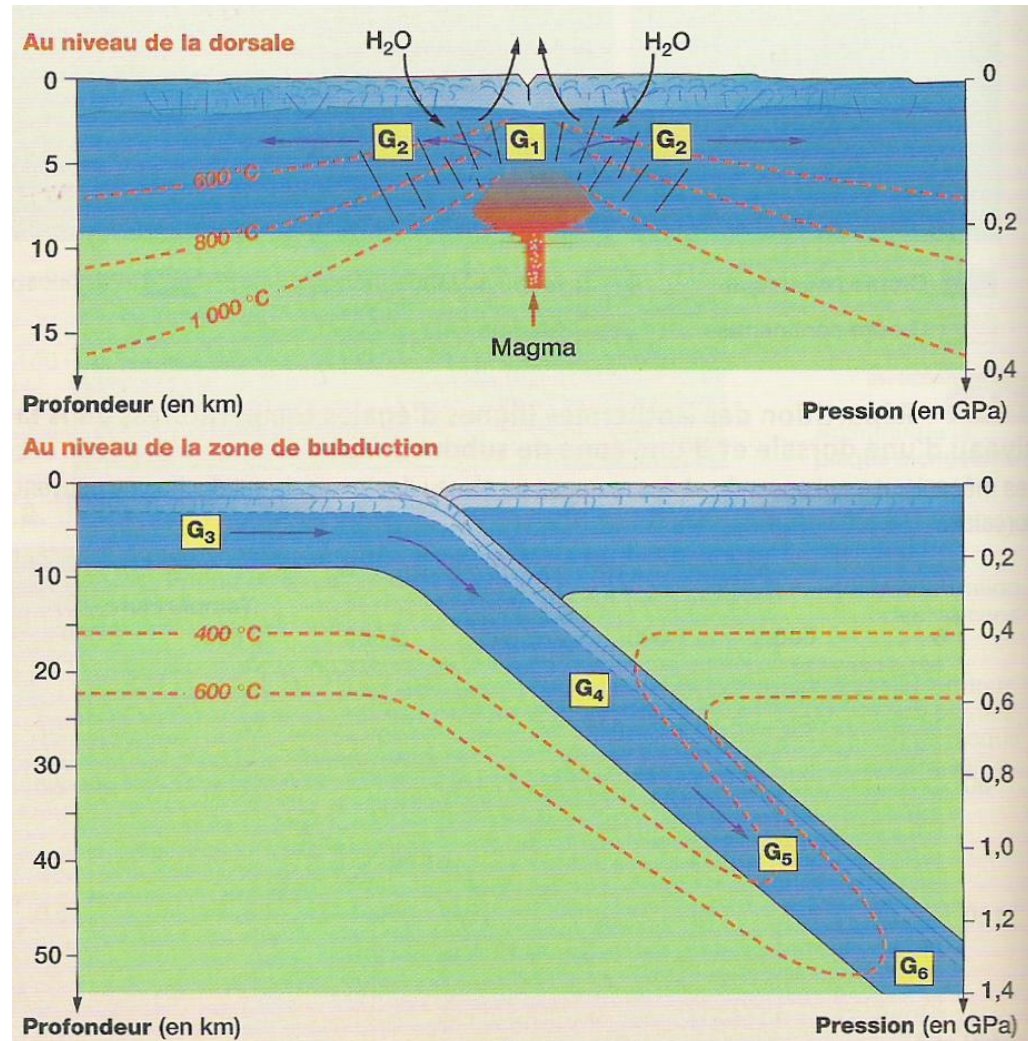 Au niveau de la dorsale
H₂O
H₂O
0
0
G₂
G₁
G₂
5
600 °C
0,2
800 °C
10
1 000 °C
15
Magma
0,4
Profondeur (en km)
Pression (en GPa)
Au niveau de la zone de bubduction
0
0
G₃
0,2
10
400 °C
0,4
20
600 °C
G₄
0,6
30
0,8
40
G₅
1,0
1,2
50
G₆
1,4
Profondeur (en km)
Pression (en GPa)